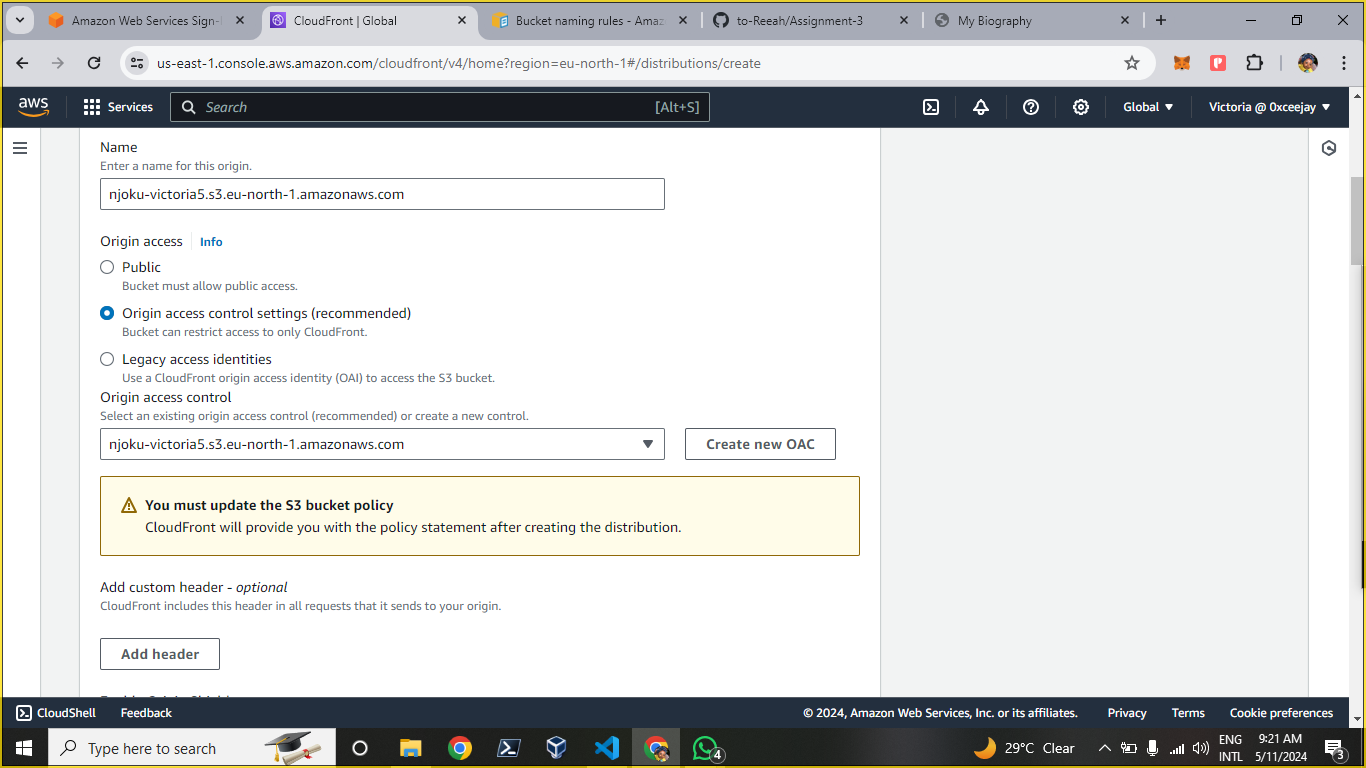 Amazon Web Services Sign-
CloudFront | Global
Bucket naming rules - Amaz
to-Reeah/Assignment-3
My Biography
us-east-1.console.aws.amazon.com/cloudfront/v4/home?region=eu-north-1#/distributions/create
aws
Services
Search
[Alt+S]
Global
Victoria @ 0xceejay
Name
Enter a name for this origin.
njoku-victoria5.s3.eu-north-1.amazonaws.com
Origin access
Info
Public
Bucket must allow public access.
Origin access control settings (recommended)
Bucket can restrict access to only CloudFront.
Legacy access identities
Use a CloudFront origin access identity (OAI) to access the S3 bucket.
Origin access control
Select an existing origin access control (recommended) or create a new control.
njoku-victoria5.s3.eu-north-1.amazonaws.com
Create new OAC
You must update the S3 bucket policy
CloudFront will provide you with the policy statement after creating the distribution.
Add custom header - optional
CloudFront includes this header in all requests that it sends to your origin.
Add header
CloudShell
Feedback
© 2024, Amazon Web Services, Inc. or its affiliates.
Privacy
Terms
Cookie preferences
Type here to search
4
29°C Clear
ENG
INTL
9:21 AM
5/11/2024
3